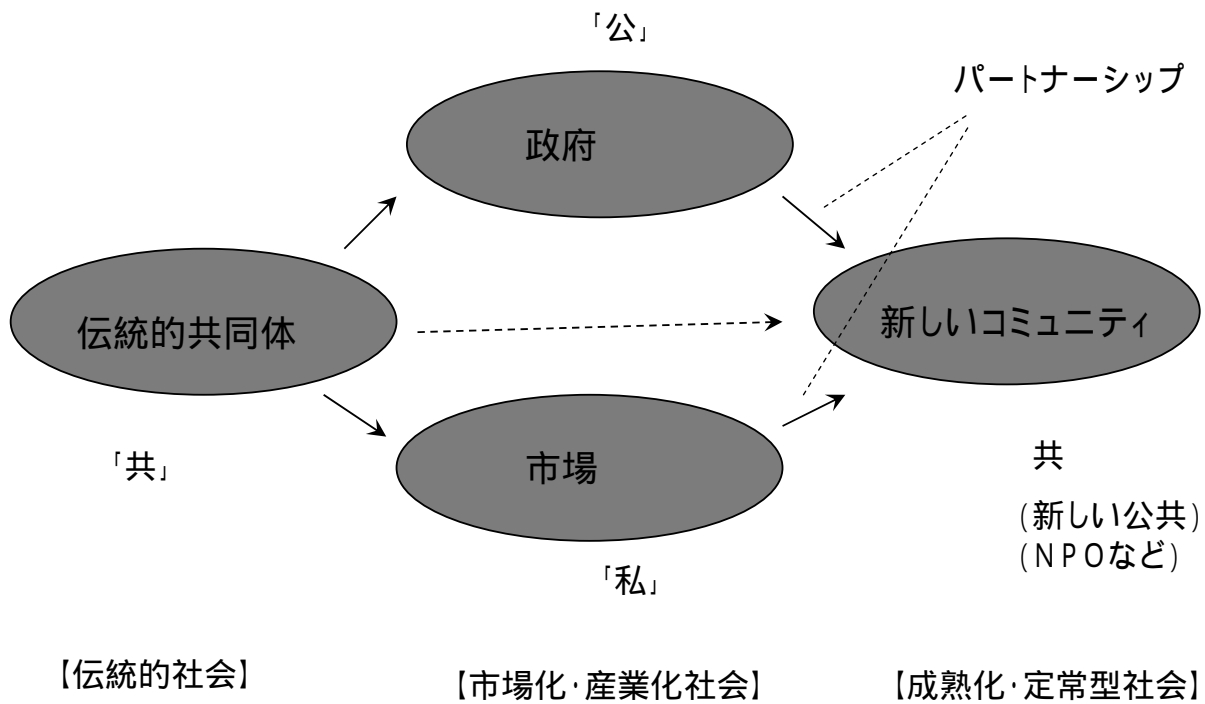 「公」
パートナーシップ
政府
伝統的共同体
新しいコミュニティ
「共」
市場
共
(新しい公共)
(NPOなど)
「私」
【伝統的社会】
【市場化・産業化社会】
【成熟化・定常型社会】